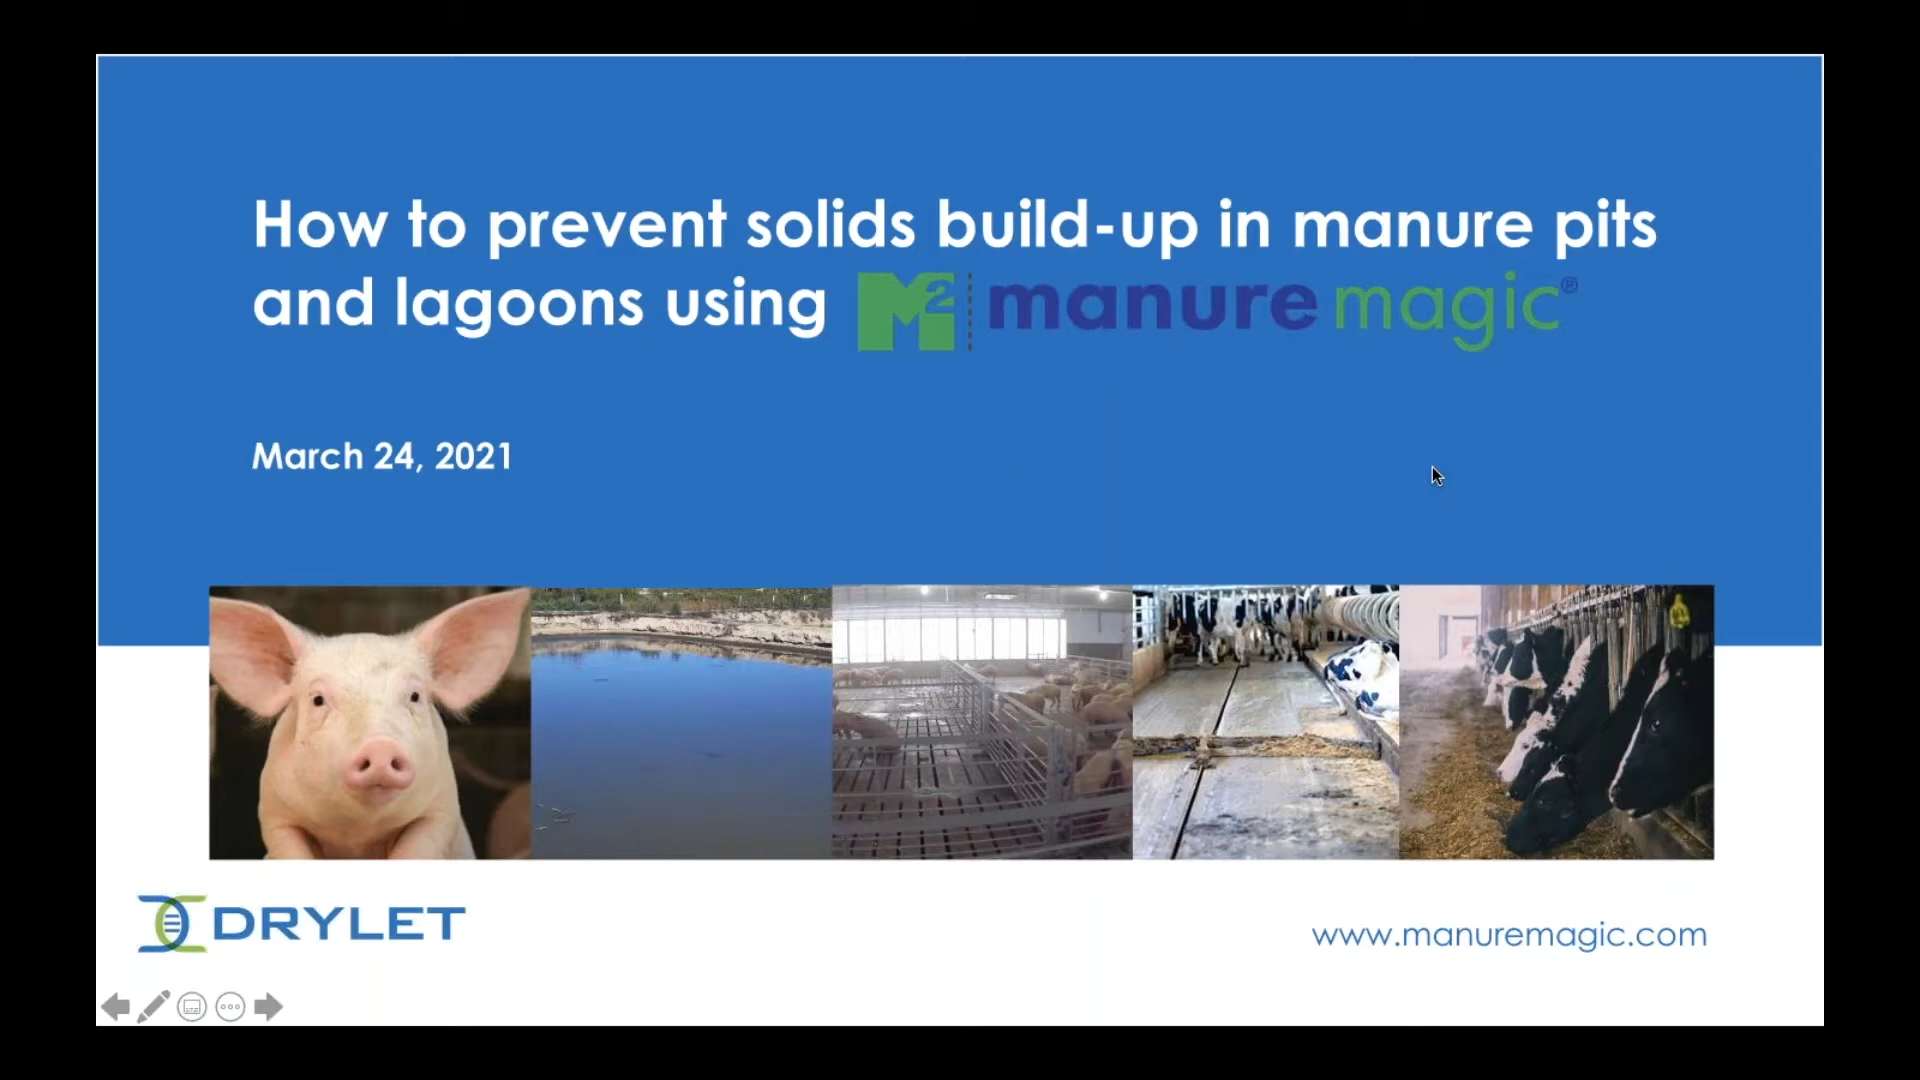 How to prevent solids build-up in manure pits
and lagoons using M2 manure magic®
March 24, 2021
DRYLET
www.manuremagic.com